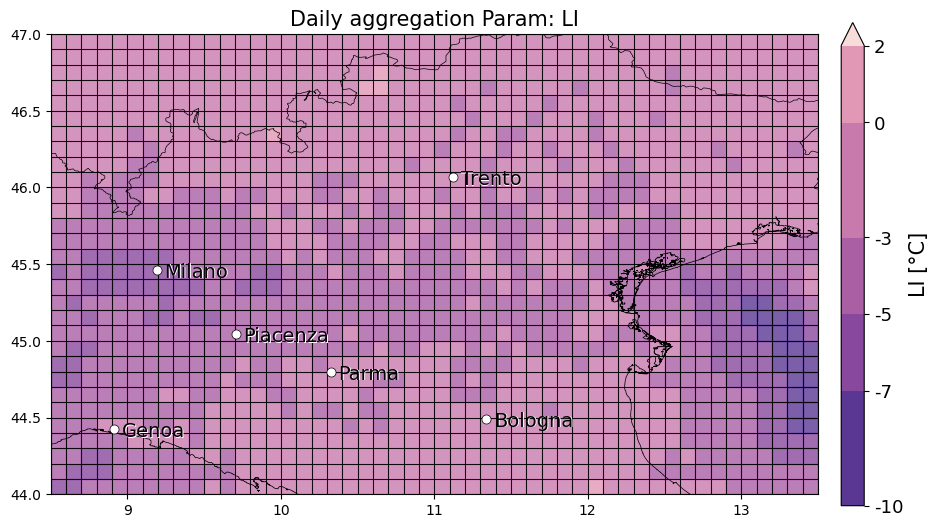 Daily aggregation Param: LI
47.0
46.5
46.0
45.5
45.0
44.5
44.0
Trento
Milano
Piacenza
Parma
Bologna
Genoa
9
10
11
12
13
2
0
-3
-5
-7
-10
LI [°C]